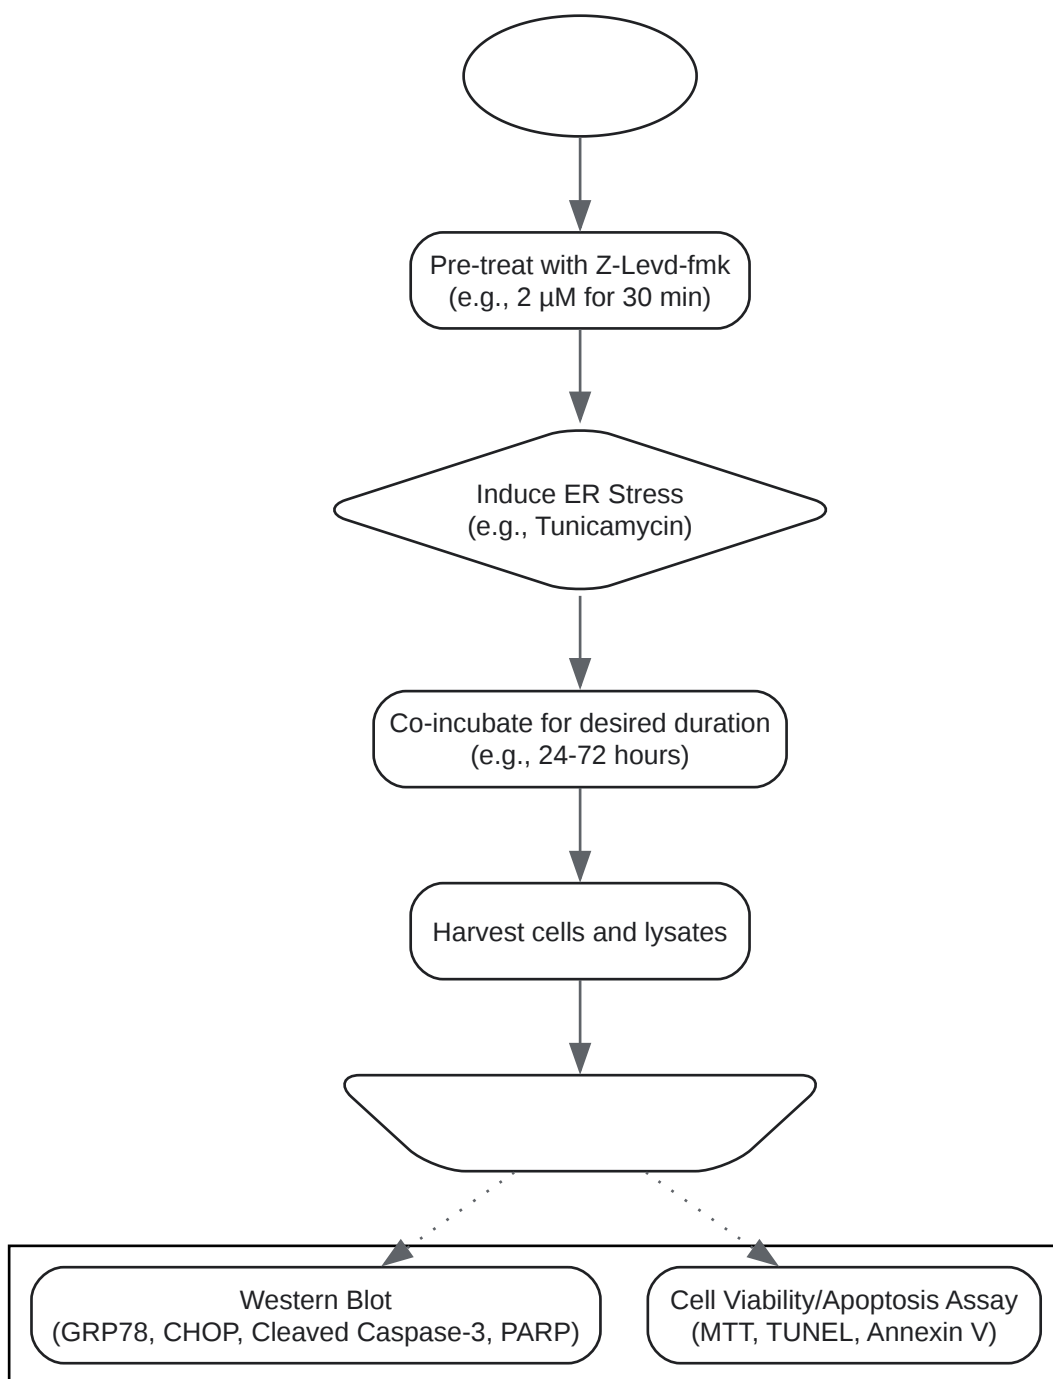 Pre-treat with Z-Levd-fmk
(e.g., 2 µM for 30 min)
Induce ER Stress
(e.g., Tunicamycin)
Co-incubate for desired duration
(e.g., 24-72 hours)
Harvest cells and lysates
Western Blot
(GRP78, CHOP, Cleaved Caspase-3, PARP)
Cell Viability/Apoptosis Assay
(MTT, TUNEL, Annexin V)